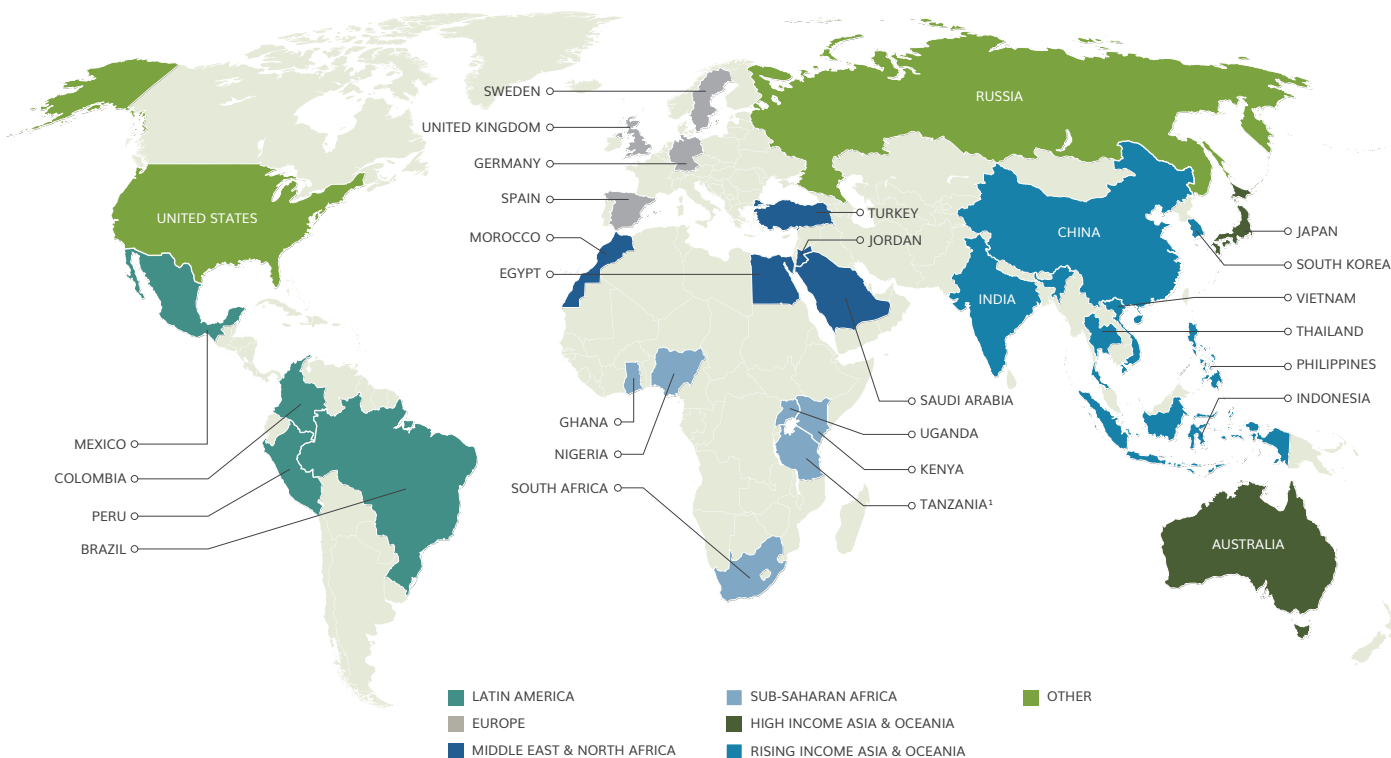 SWEDEN
RUSSIA
UNITED KINGDOM
GERMANY
SPAIN
UNITED STATES
TURKEY
MOROCCO
JORDAN
CHINA
JAPAN
EGYPT
SOUTH KOREA
INDIA
VIETNAM
THAILAND
PHILIPPINES
SAUDI ARABIA
INDONESIA
GHANA
UGANDA
MEXICO
NIGERIA
KENYA
COLOMBIA
SOUTH AFRICA
TANZANIA¹
PERU
BRAZIL
AUSTRALIA
LATIN AMERICA
EUROPE
MIDDLE EAST & NORTH AFRICA
SUB-SAHARAN AFRICA
HIGH INCOME ASIA & OCEANIA
RISING INCOME ASIA & OCEANIA
OTHER